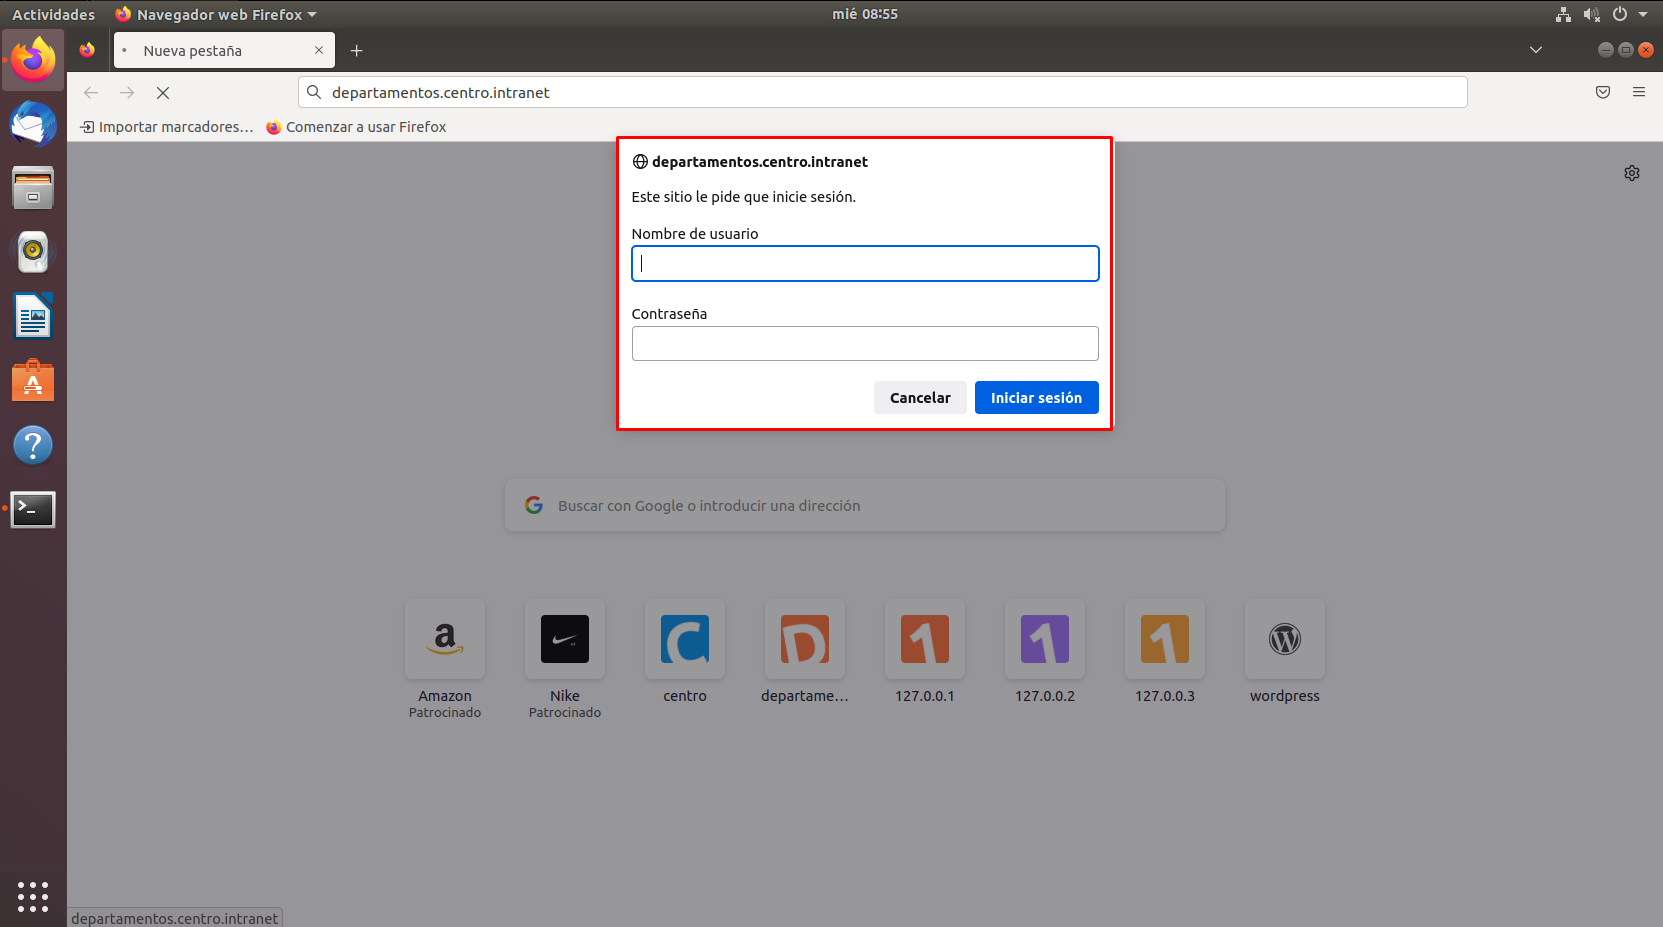 Actividades Navegador web Firefox mié 08:55
Nueva pestaña
departamentos.centro.intranet
Importar marcadores... Comenzar a usar Firefox
departamentos.centro.intranet
Este sitio le pide que inicie sesión.
Nombre de usuario
Contraseña
Cancelar Iniciar sesión
Buscar con Google o introducir una dirección
Amazon Nike centro departame... 127.0.0.1 127.0.0.2 127.0.0.3 wordpress
Patrocinado Patrocinado
departamentos.centro.intranet